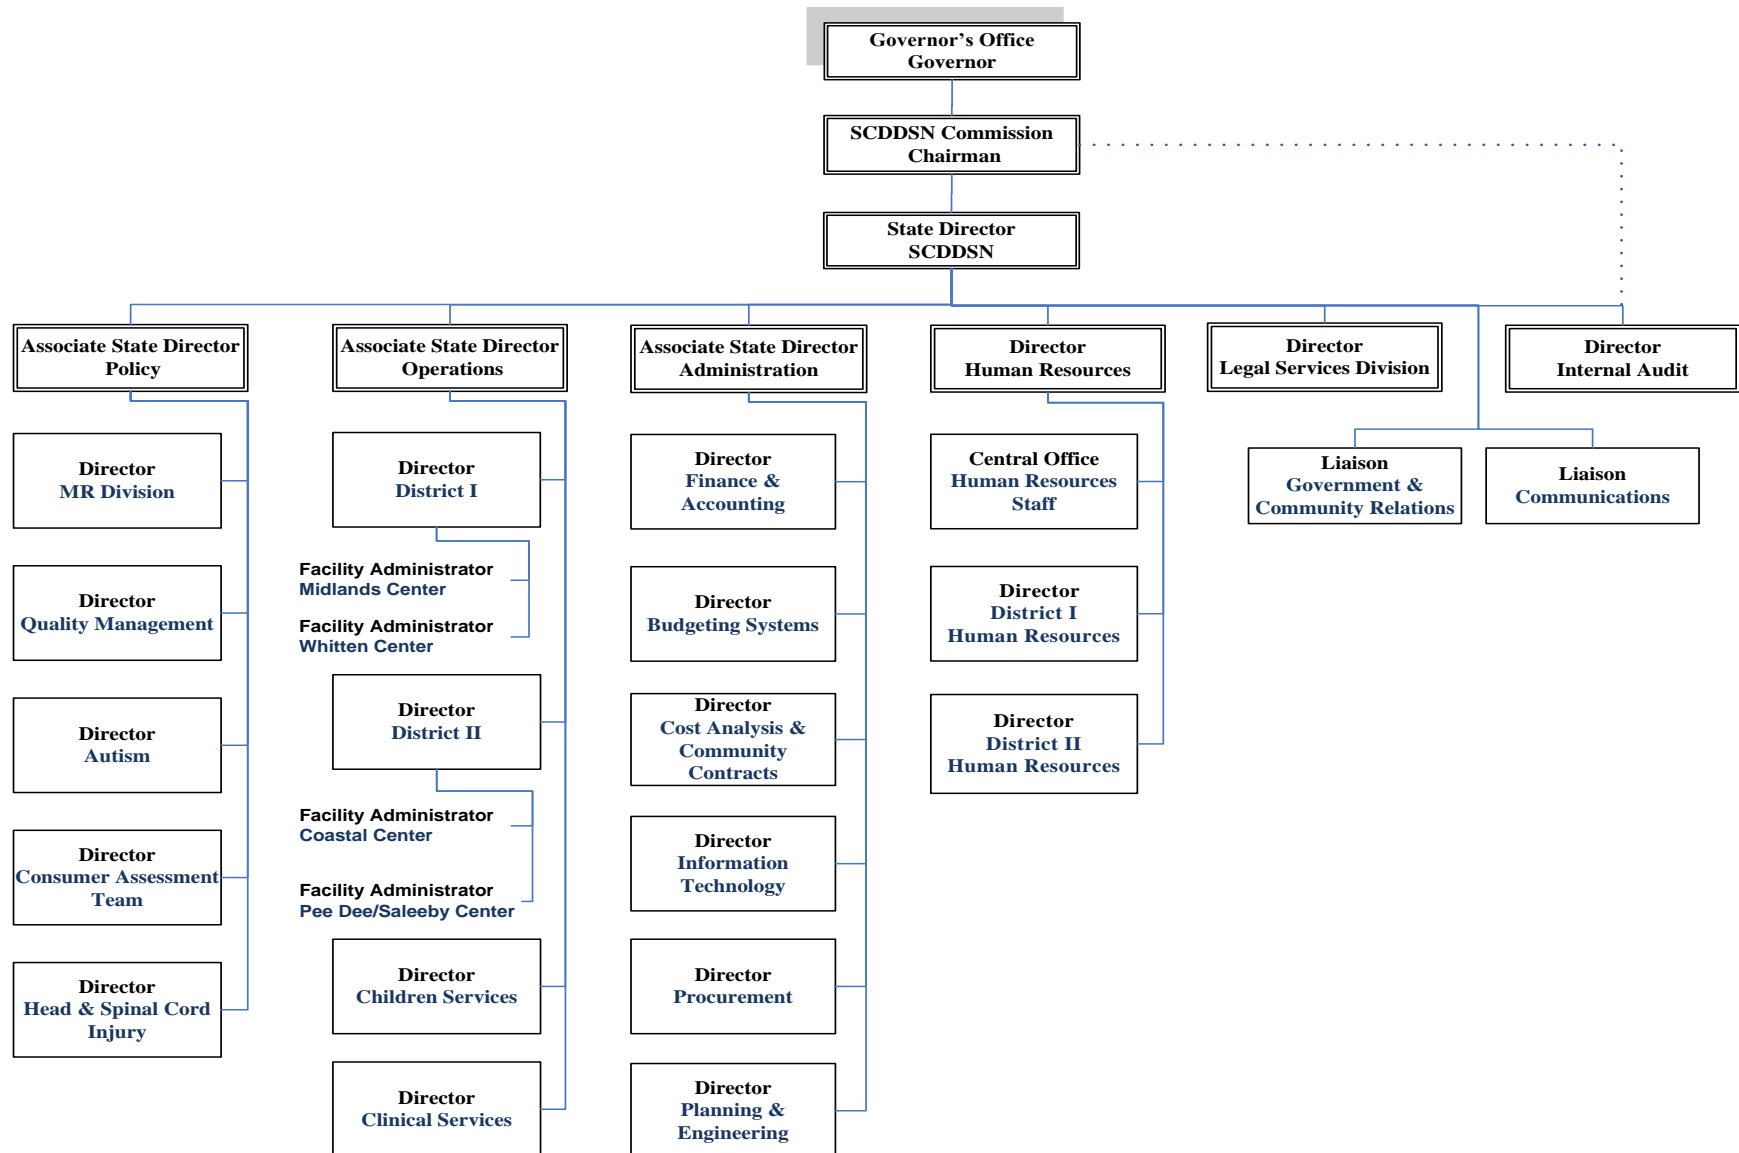 Governor’s Office
Governor
SCDDSN Commission
Chairman
State Director
SCDDSN
Associate State Director
Policy
Associate State Director
Operations
Associate State Director
Administration
Director
Human Resources
Director
Legal Services Division
Director
Internal Audit
Director
MR Division
Director
Quality Management
Director
Autism
Director
Consumer Assessment
Team
Director
Head & Spinal Cord
Injury
Director
District I
Facility Administrator
Midlands Center
Facility Administrator
Whitten Center
Director
District II
Facility Administrator
Coastal Center
Facility Administrator
Pee Dee/Saleeby Center
Director
Children Services
Director
Clinical Services
Director
Finance &
Accounting
Director
Budgeting Systems
Director
Cost Analysis &
Community
Contracts
Director
Information
Technology
Director
Procurement
Director
Planning &
Engineering
Central Office
Human Resources
Staff
Director
District I
Human Resources
Director
District II
Human Resources
Liaison
Government &
Community Relations
Liaison
Communications